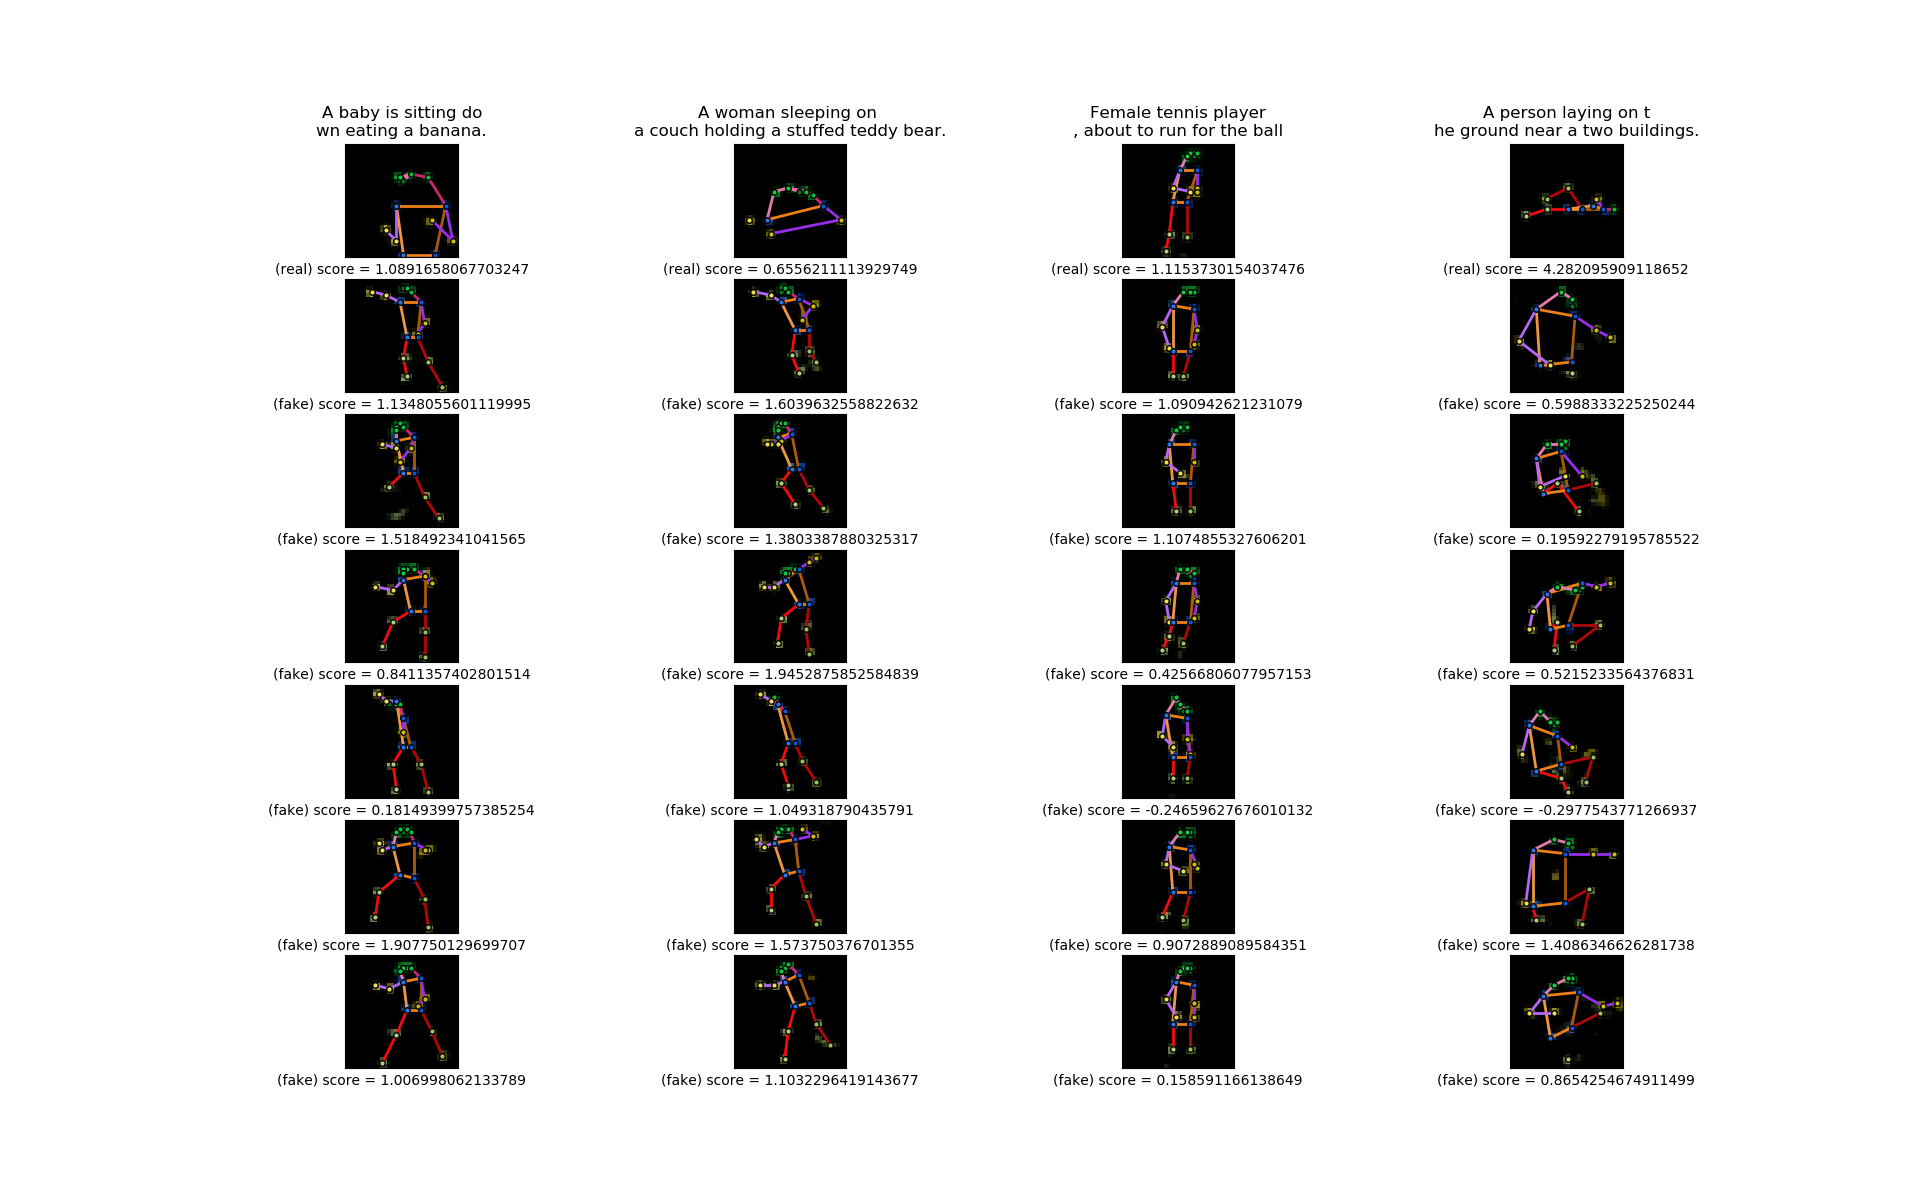 A baby is sitting do
wn eating a banana.
A woman sleeping on
a couch holding a stuffed teddy bear.
Female tennis player
, about to run for the ball
A person laying on t
he ground near a two buildings.
(real) score = 1.0891658067703247
(real) score = 0.6556211113929749
(real) score = 1.1153730154037476
(real) score = 4.282095909118652
(fake) score = 1.1348055601119995
(fake) score = 1.6039632558822632
(fake) score = 1.090942621231079
(fake) score = 0.5988333225250244
(fake) score = 1.518492341041565
(fake) score = 1.3803387880325317
(fake) score = 1.1074855327606201
(fake) score = 0.19592279195785522
(fake) score = 0.8411357402801514
(fake) score = 1.9452875852584839
(fake) score = 0.42566806077957153
(fake) score = 0.5215233564376831
(fake) score = 0.181493997573​85254
(fake) score = 1.049318790435791
(fake) score = -0.24659627676010132
(fake) score = -0.2977543771266937
(fake) score = 1.907750129699707
(fake) score = 1.573750376701355
(fake) score = 0.9072889089584351
(fake) score = 1.4086346626281738
(fake) score = 1.006998062133789
(fake) score = 1.1032296419143677
(fake) score = 0.158591166138649
(fake) score = 0.8654254674911499